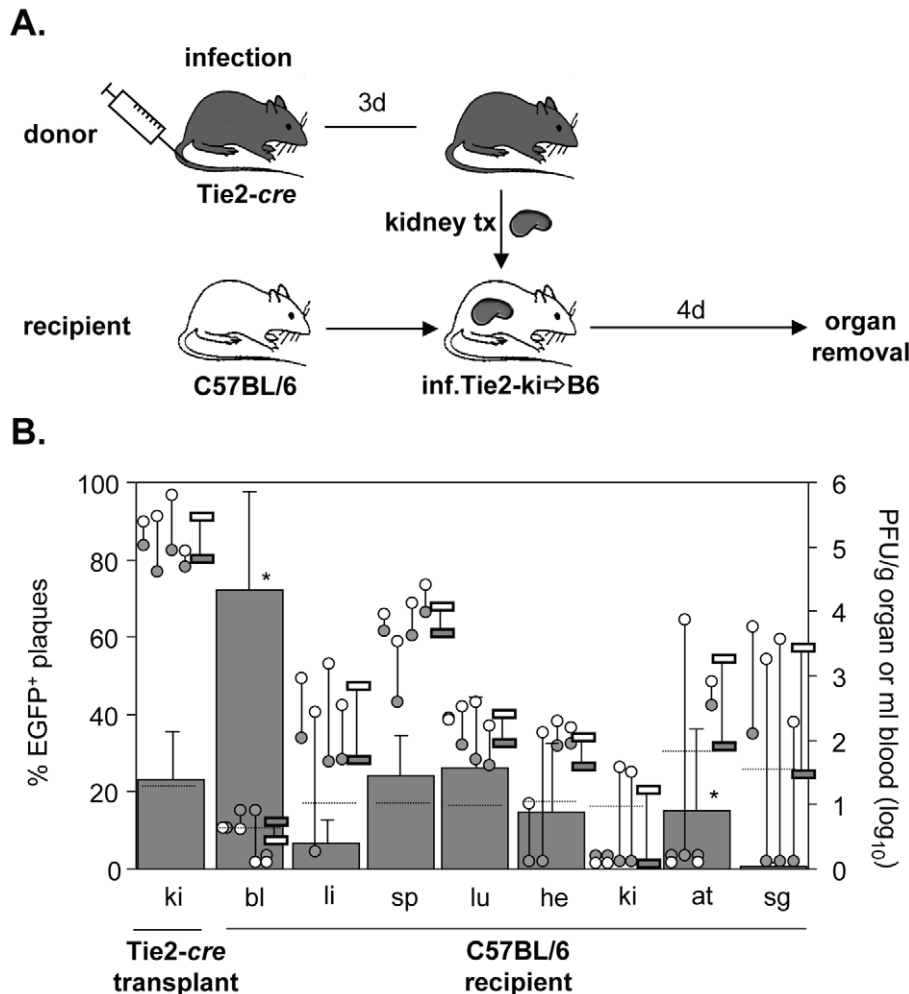 A.
infection
3d
donor
Tie2-cre
kidney tx
recipient
4d
organ
removal
C57BL/6
inf.Tie2-ki⇨B6
B.
% EGFP+ plaques
100
80
60
40
20
0
6
5
4
3
2
1
0
PFU/g organ or ml blood (log10)
*
*
ki bl li sp lu he ki at sg
Tie2-cre
transplant
C57BL/6
recipient